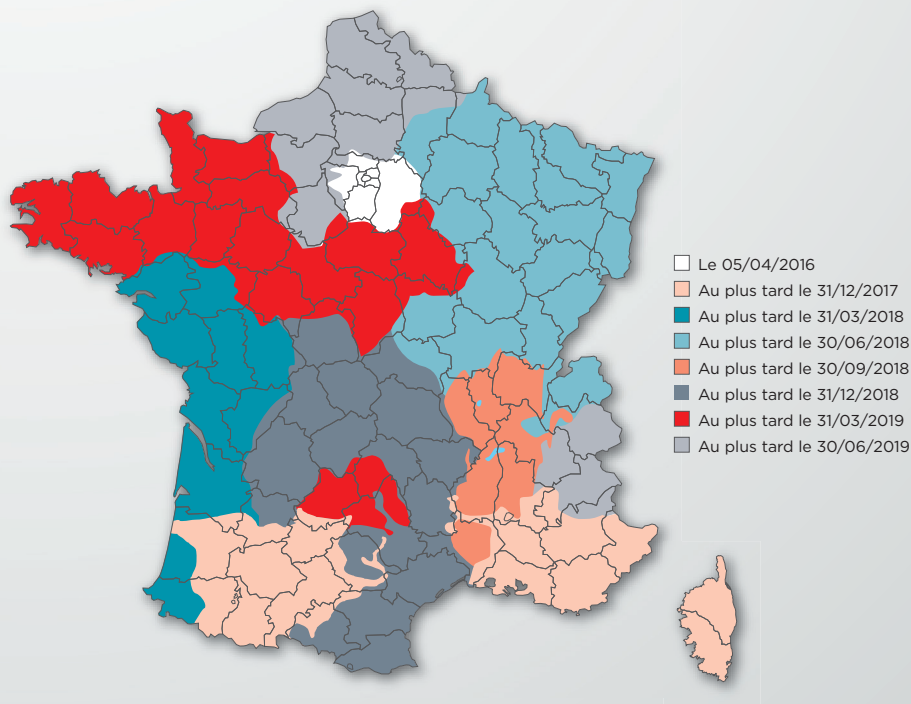 Le 05/04/2016
Au plus tard le 31/12/2017
Au plus tard le 31/03/2018
Au plus tard le 30/06/2018
Au plus tard le 30/09/2018
Au plus tard le 31/12/2018
Au plus tard le 31/03/2019
Au plus tard le 30/06/2019